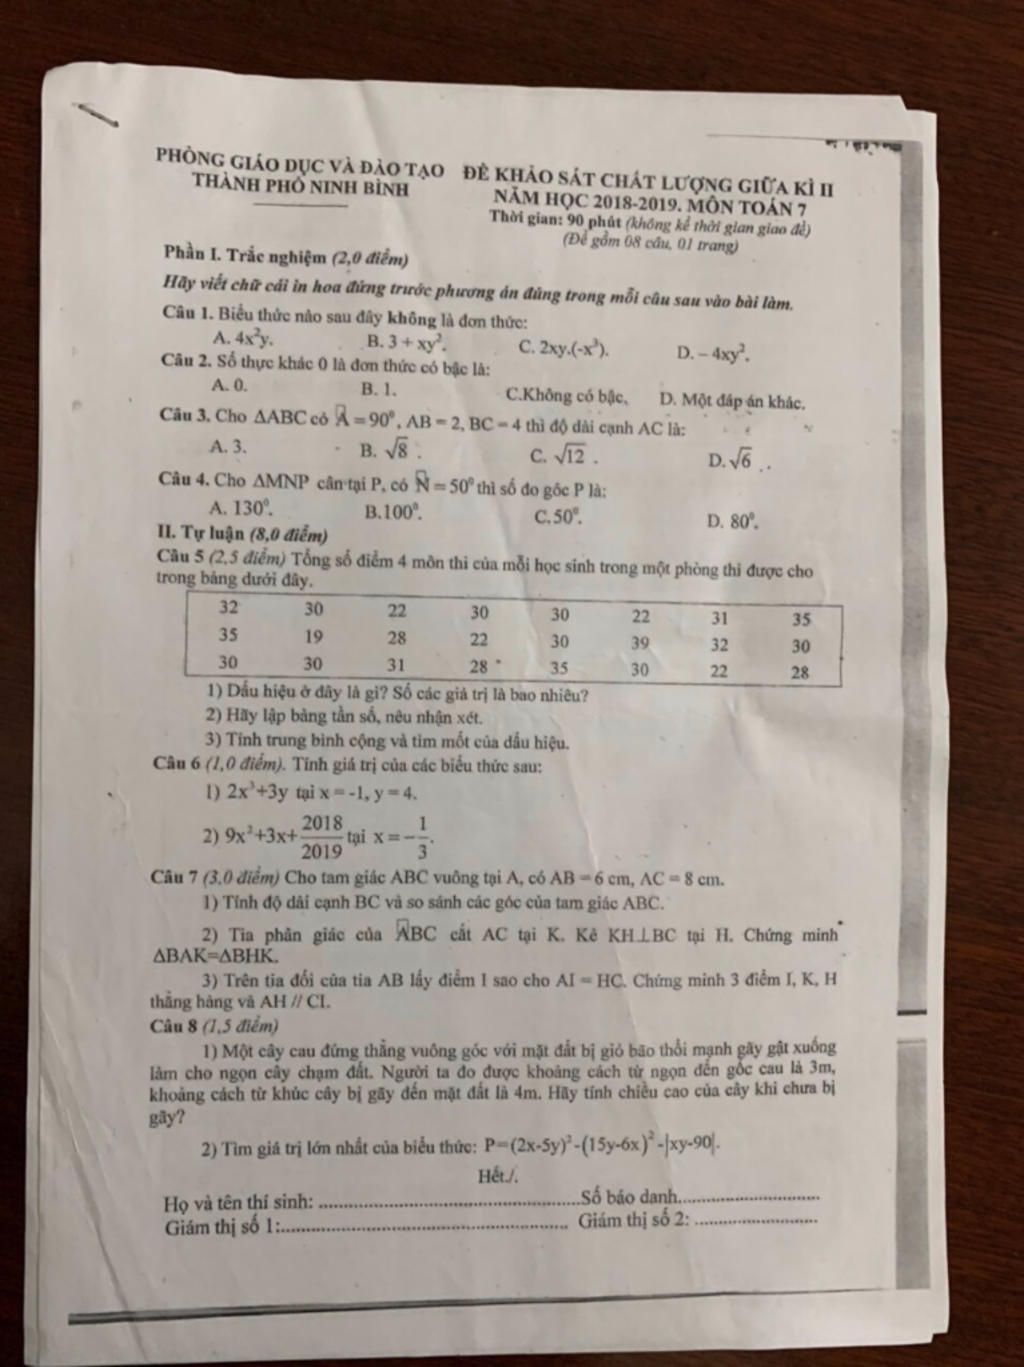 PHÒNG GIÁO DỤC VÀ ĐÀO TẠO
THÀNH PHỐ NINH BÌNH
ĐỀ KHẢO SÁT CHẤT LƯỢNG GIỮA KÌ II
NĂM HỌC 2018-2019. MÔN TOÁN 7
Thời gian: 90 phút (không kể thời gian giao đề)
(Đề gồm 08 câu, 01 trang)
Phần I. Trắc nghiệm (2,0 điểm)
Hãy viết chữ cái in hoa đứng trước phương án đúng trong mỗi câu sau vào bài làm.
Câu 1. Biểu thức nào sau đây không là đơn thức:
A. 4x²y. B. 3 + xy². C. 2xy.(-x³). D. – 4xy².
Câu 2. Số thực khác 0 là đơn thức có bậc là:
A. 0. B. 1. C.Không có bậc. D. Một đáp án khác.
Câu 3. Cho ΔABC có Â = 90⁰, AB = 2, BC = 4 thì độ dài cạnh AC là:
A. 3. B. √8 . C. √12 . D. √6 .
Câu 4. Cho ΔMNP cân tại P, có N̂ = 50⁰ thì số đo góc P là:
A. 130⁰. B.100⁰. C. 50⁰. D. 80⁰.
II. Tự luận (8,0 điểm)
Câu 5 (2,5 điểm) Tổng số điểm 4 môn thi của mỗi học sinh trong một phòng thi được cho
trong bảng dưới đây.
32 30 22 30 30 22 31 35
35 19 28 22 30 39 32 30
30 30 31 28 35 30 22 28
1) Dấu hiệu ở đây là gì? Số các giá trị là bao nhiêu?
2) Hãy lập bảng tần số, nêu nhận xét.
3) Tính trung bình cộng và tìm mốt của dấu hiệu.
Câu 6 (1,0 điểm). Tính giá trị của các biểu thức sau:
1) 2x³+3y tại x = -1, y = 4.
2) 9x²+3x+2018/2019 tại x = -1/3.
Câu 7 (3,0 điểm) Cho tam giác ABC vuông tại A, có AB = 6 cm, AC = 8 cm.
1) Tính độ dài cạnh BC và so sánh các góc của tam giác ABC.
2) Tia phân giác của ABC cắt AC tại K. Kẻ KH⊥BC tại H. Chứng minh
ΔBAK=ΔBHK.
3) Trên tia đối của tia AB lấy điểm I sao cho AI = HC. Chứng minh 3 điểm I, K, H
thẳng hàng và AH // CI.
Câu 8 (1,5 điểm)
1) Một cây cau đứng thẳng vuông góc với mặt đất bị gió bão thổi mạnh gãy gật xuống
làm cho ngọn cây chạm đất. Người ta đo được khoảng cách từ ngọn đến gốc cau là 3m,
khoảng cách từ khúc cây bị gãy đến mặt đất là 4m. Hãy tính chiều cao của cây khi chưa bị
gãy?
2) Tìm giá trị lớn nhất của biểu thức: P=(2x-5y)²-(15y-6x)²-|xy-90|.
Hết./.
Họ và tên thí sinh: .......... Số báo danh..........
Giám thị số 1:.......... Giám thị số 2: ..........